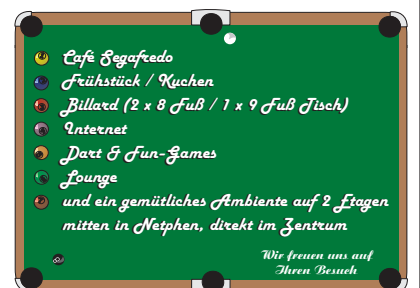 Café Segafredo
Frühstück / Kuchen
Billard (2 x 8 Fuß / 1 x 9 Fuß Tisch)
Internet
Dart & Fun-Games
Lounge
und ein gemütliches Ambiente auf 2 Etagen
mitten in Netphen, direkt im Zentrum
Wir freuen uns auf
Ihren Besuch